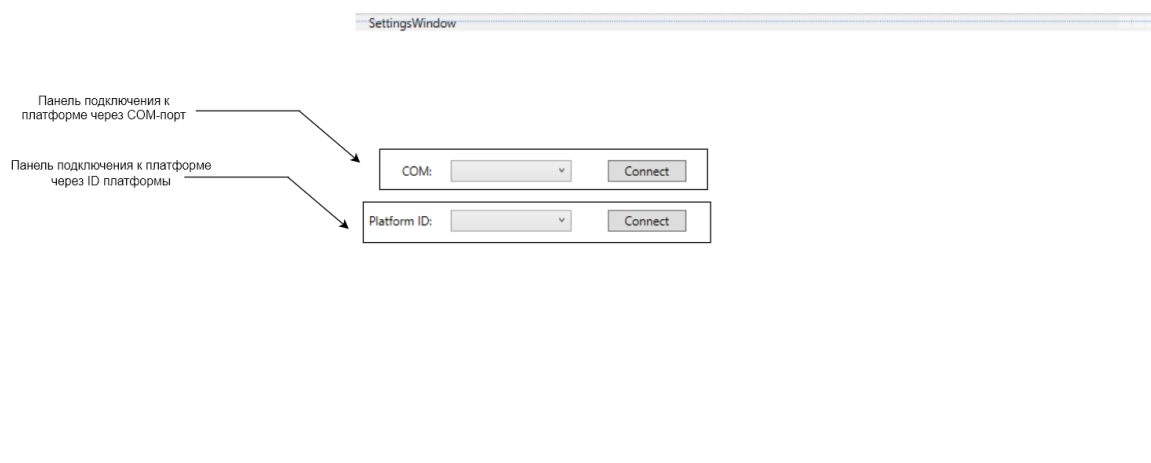 SettingsWindow
Панель подключения к
платформе через COM-порт
COM:
Connect
Панель подключения к платформе
через ID платформы
Platform ID:
Connect